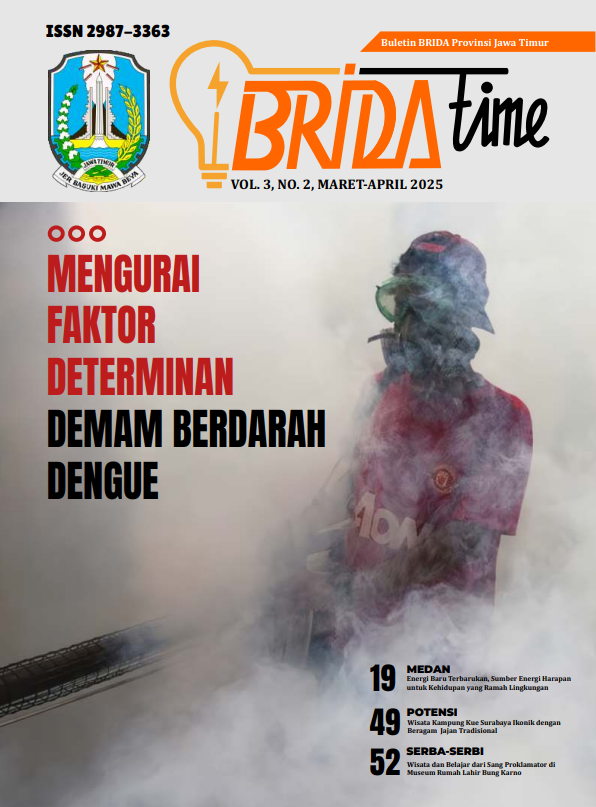 ISSN 2987-3363
Buletin BRIDA Provinsi Jawa Timur
BRIDA time
JAWA TIMUR
JER BASUKI MAWA BEYA
VOL. 3, NO. 2, MARET-APRIL 2025
MENGURAI
FAKTOR
DETERMINAN
DEMAM BERDARAH
DENGUE
AON
19 MEDAN
Energi Baru Terbarukan, Sumber Energi Harapan
untuk Kehidupan yang Ramah Lingkungan
49 POTENSI
Wisata Kampung Kue Surabaya Ikonik dengan
Beragam Jajan Tradisional
52 SERBA-SERBI
Wisata dan Belajar dari Sang Proklamator di
Museum Rumah Lahir Bung Karno